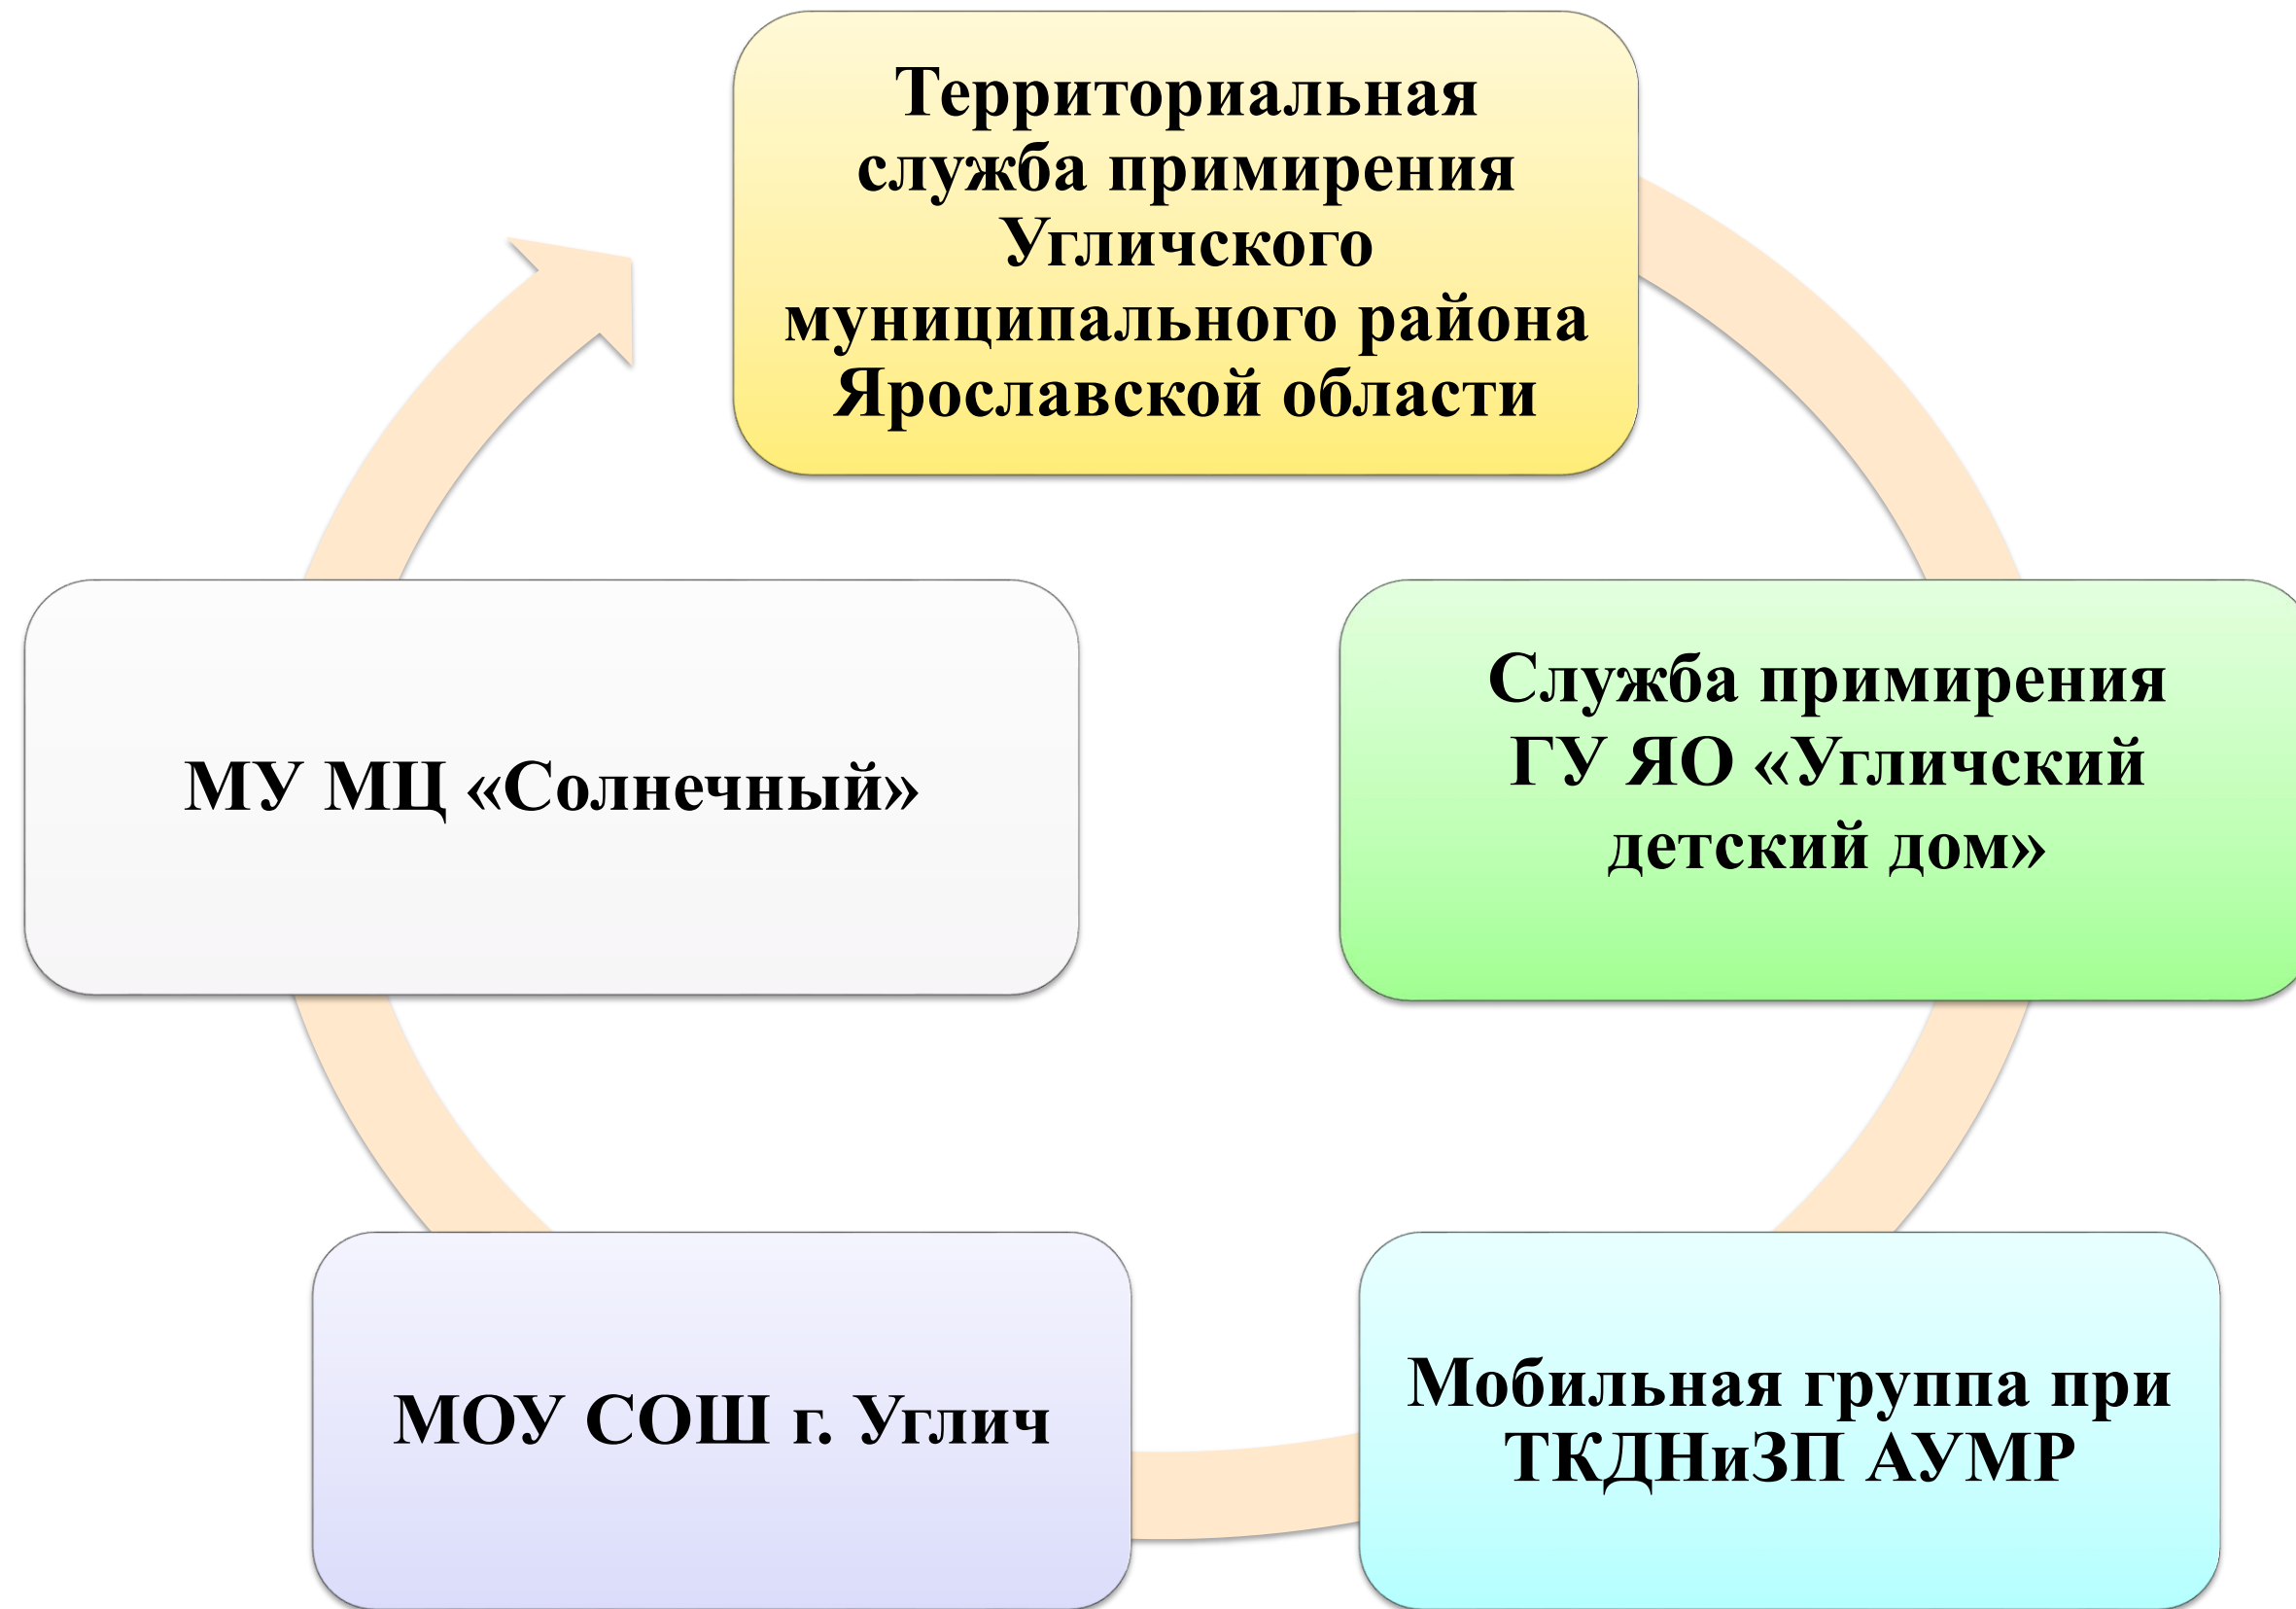 Территориальная
служба примирения
Угличского
муниципального района
Ярославской области
МУ МЦ «Солнечный»
Служба примирения
ГУ ЯО «Угличский
детский дом»
МОУ СОШ г. Углич
Мобильная группа при
ТКДНиЗП АУМР